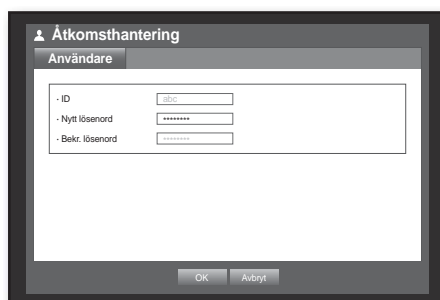 Åtkomsthantering
Användare
· ID abc
· Nytt lösenord ••••••••
· Bekr. lösenord ••••••••
OK Avbryt